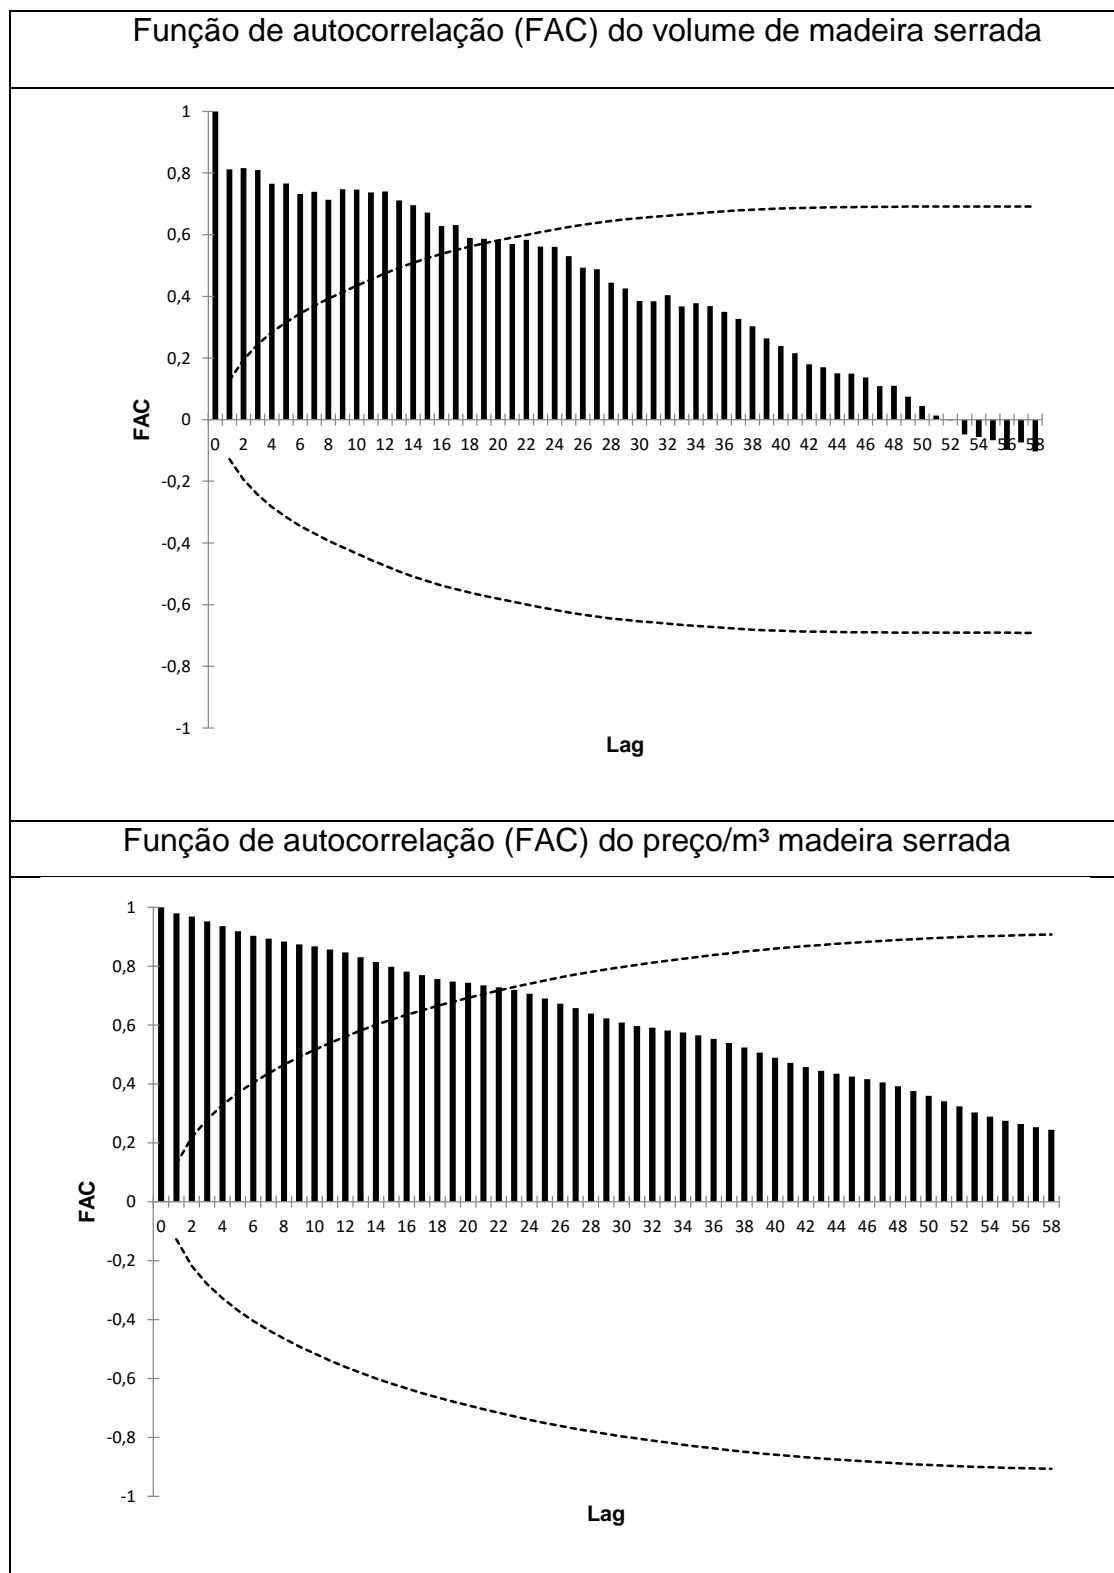 Função de autocorrelação (FAC) do volume de madeira serrada
1
0,8
0,6
0,4
0,2
0
-0,2
-0,4
-0,6
-0,8
-1
FAC
0 2 4 6 8 10 12 14 16 18 20 22 24 26 28 30 32 34 36 38 40 42 44 46 48 50 52 54 56 58
Lag
Função de autocorrelação (FAC) do preço/m³ madeira serrada
1
0,8
0,6
0,4
0,2
0
-0,2
-0,4
-0,6
-0,8
-1
FAC
0 2 4 6 8 10 12 14 16 18 20 22 24 26 28 30 32 34 36 38 40 42 44 46 48 50 52 54 56 58
Lag